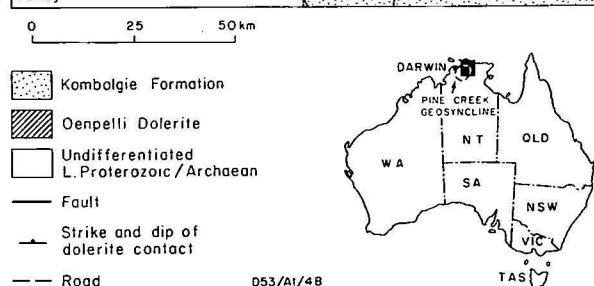 0 25 50 km
Kombolgie Formation
Oenpelli Dolerite
Undifferentiated
L. Proterozoic / Archaean
Fault
Strike and dip of
dolerite contact
Road
D53/A1/48
DARWIN
PINE CREEK
GEOSYNCLINE
NT
QLD
WA
SA
NSW
VIC
TAS